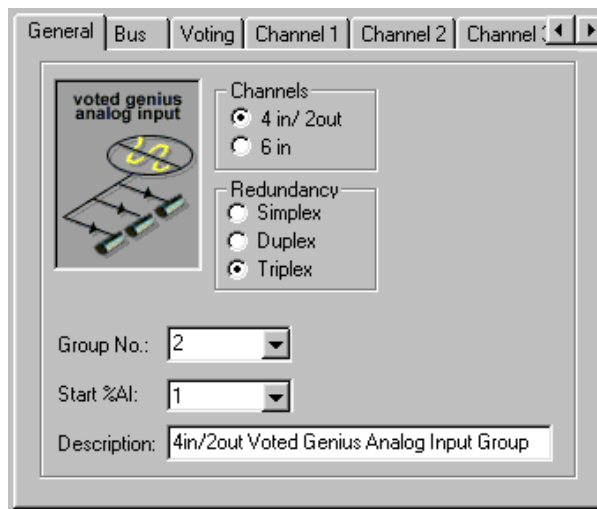 General Bus Voting Channel 1 Channel 2 Channel
voted genius
analog input
Channels
4 in/ 2out
6 in
Redundancy
Simplex
Duplex
Triplex
Group No.: 2
Start %AI: 1
Description: 4in/2out Voted Genius Analog Input Group